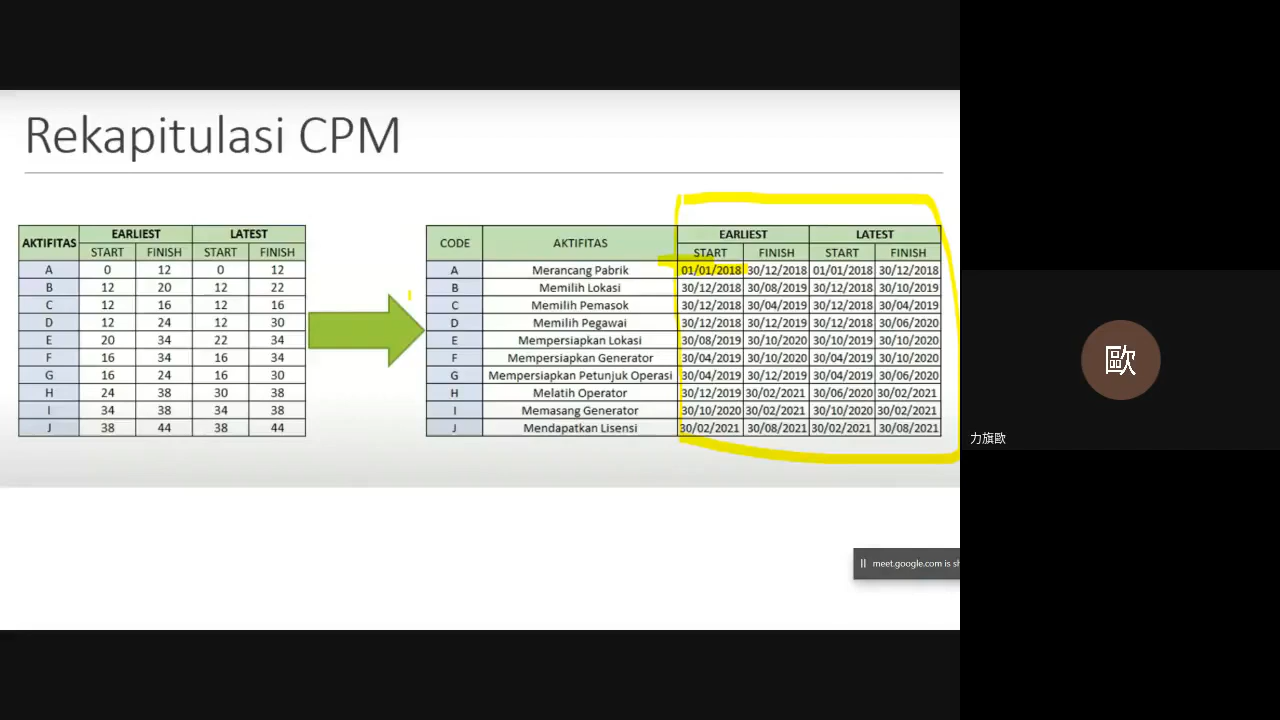 Rekapitulasi CPM
AKTIFITAS EARLIEST LATEST
START FINISH START FINISH
A 0 12 0 12
B 12 20 12 22
C 12 16 12 16
D 12 24 12 30
E 20 34 22 34
F 16 34 16 34
G 16 24 16 30
H 24 38 30 38
I 34 38 34 38
J 38 44 38 44
CODE AKTIFITAS EARLIEST LATEST
START FINISH START FINISH
A Merancang Pabrik 01/01/2018 30/12/2018 01/01/2018 30/12/2018
B Memilih Lokasi 30/12/2018 30/08/2019 30/12/2018 30/10/2019
C Memilih Pemasok 30/12/2018 30/04/2019 30/12/2018 30/04/2019
D Memilih Pegawai 30/12/2018 30/12/2019 30/12/2018 30/06/2020
E Mempersiapkan Lokasi 30/08/2019 30/10/2020 30/10/2019 30/10/2020
F Mempersiapkan Generator 30/04/2019 30/10/2020 30/04/2019 30/10/2020
G Mempersiapkan Petunjuk Operasi 30/04/2019 30/12/2019 30/04/2019 30/06/2020
H Melatih Operator 30/12/2019 30/02/2021 30/06/2020 30/02/2021
I Memasang Generator 30/10/2020 30/02/2021 30/10/2020 30/02/2021
J Mendapatkan Lisensi 30/02/2021 30/08/2021 30/02/2021 30/08/2021
meet.google.com is
歐
力旗歐